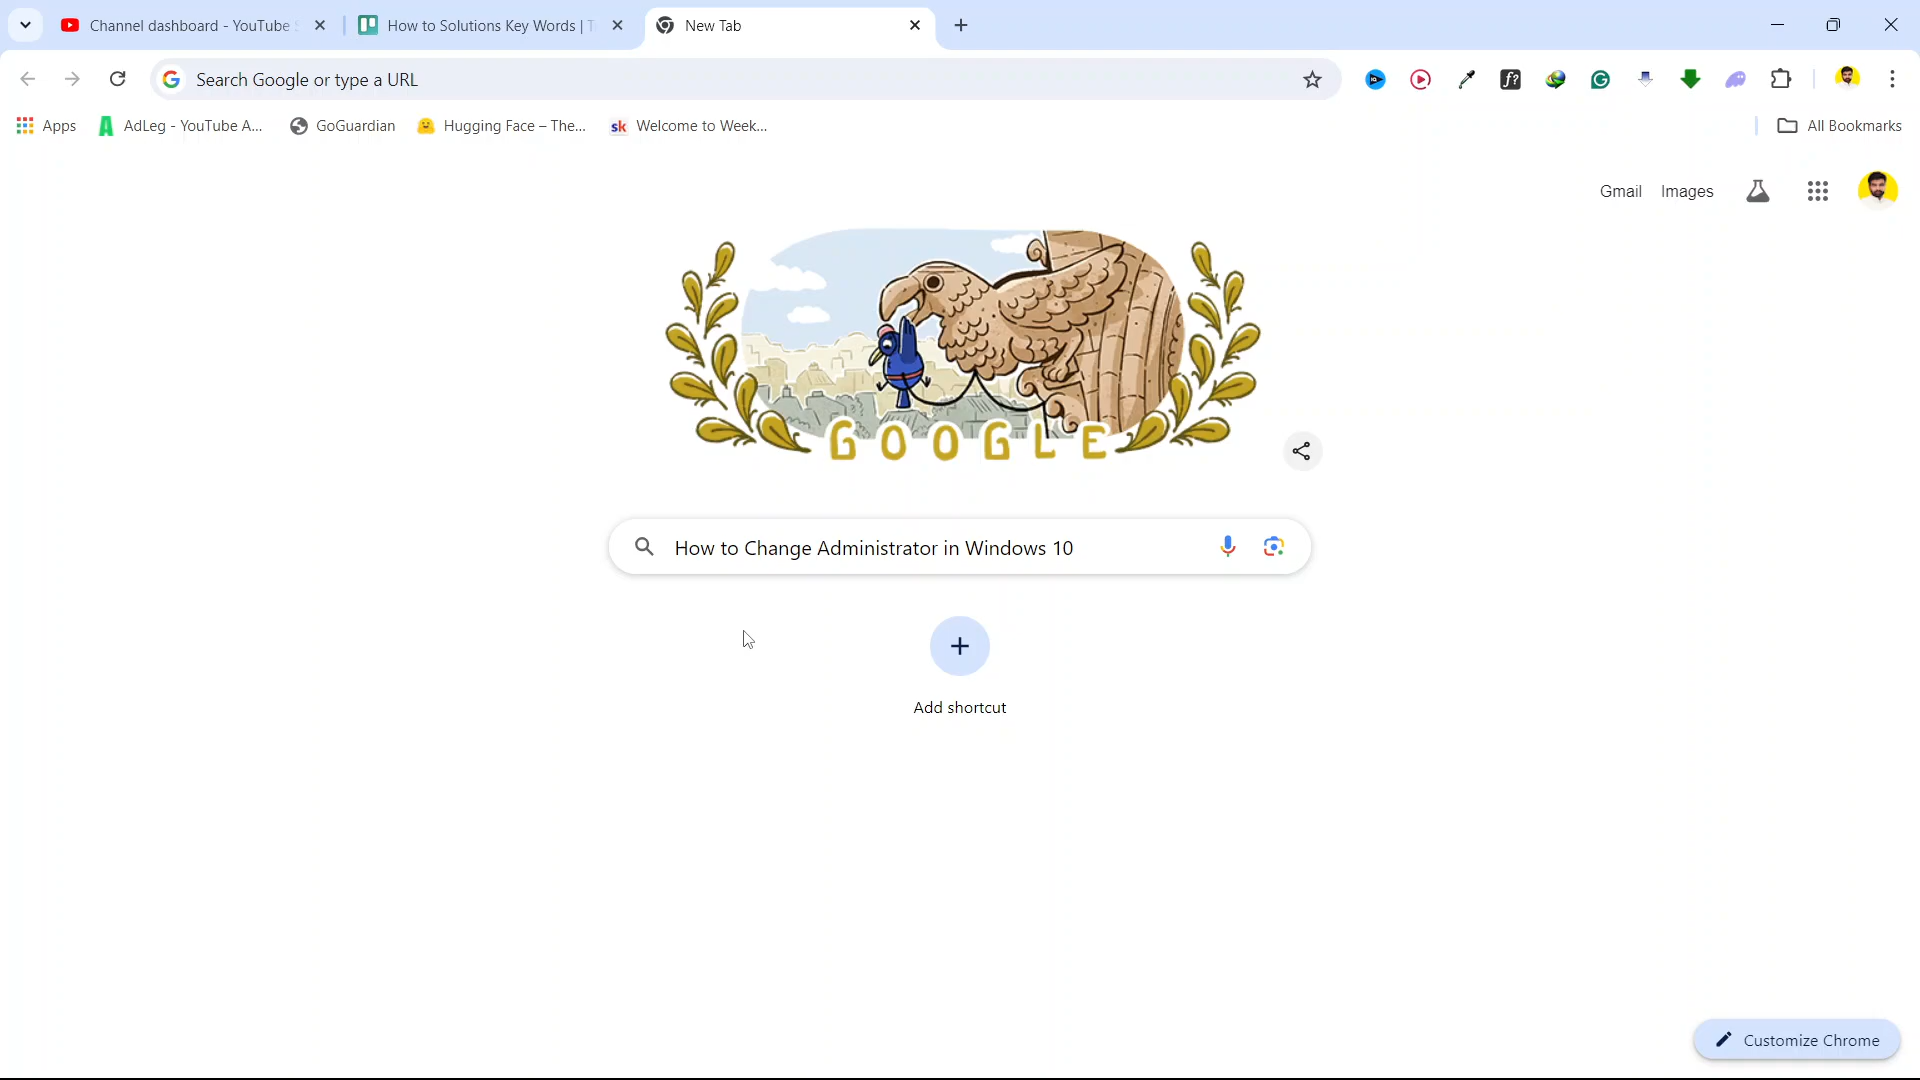 Channel dashboard - YouTube
How to Solutions Key Words |
New Tab
Search Google or type a URL
Apps
AdLeg - YouTube A...
GoGuardian
Hugging Face – The...
sk Welcome to Week...
All Bookmarks
Gmail Images
GOOGLE
How to Change Administrator in Windows 10
Add shortcut
Customize Chrome